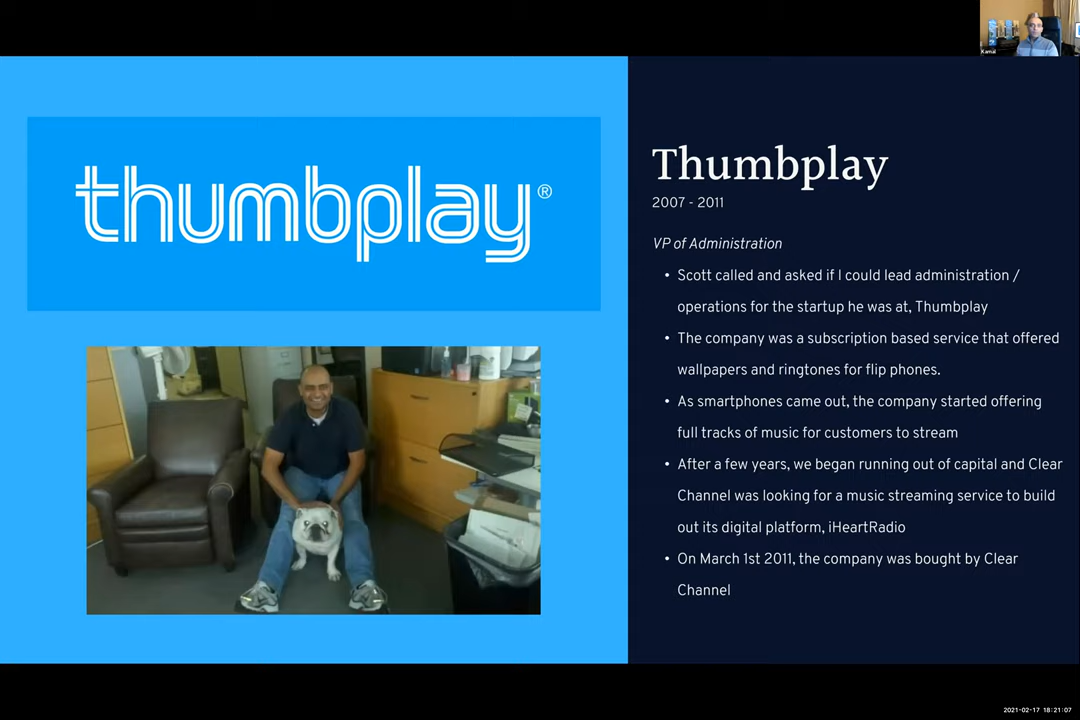 Kamal
thumbplay®
Thumbplay
2007 - 2011
VP of Administration
• Scott called and asked if I could lead administration /
operations for the startup he was at, Thumbplay
• The company was a subscription based service that offered
wallpapers and ringtones for flip phones.
• As smartphones came out, the company started offering
full tracks of music for customers to stream
• After a few years, we began running out of capital and Clear
Channel was looking for a music streaming service to build
out its digital platform, iHeartRadio
• On March 1st 2011, the company was bought by Clear
Channel
2021-02-17 18:21:07